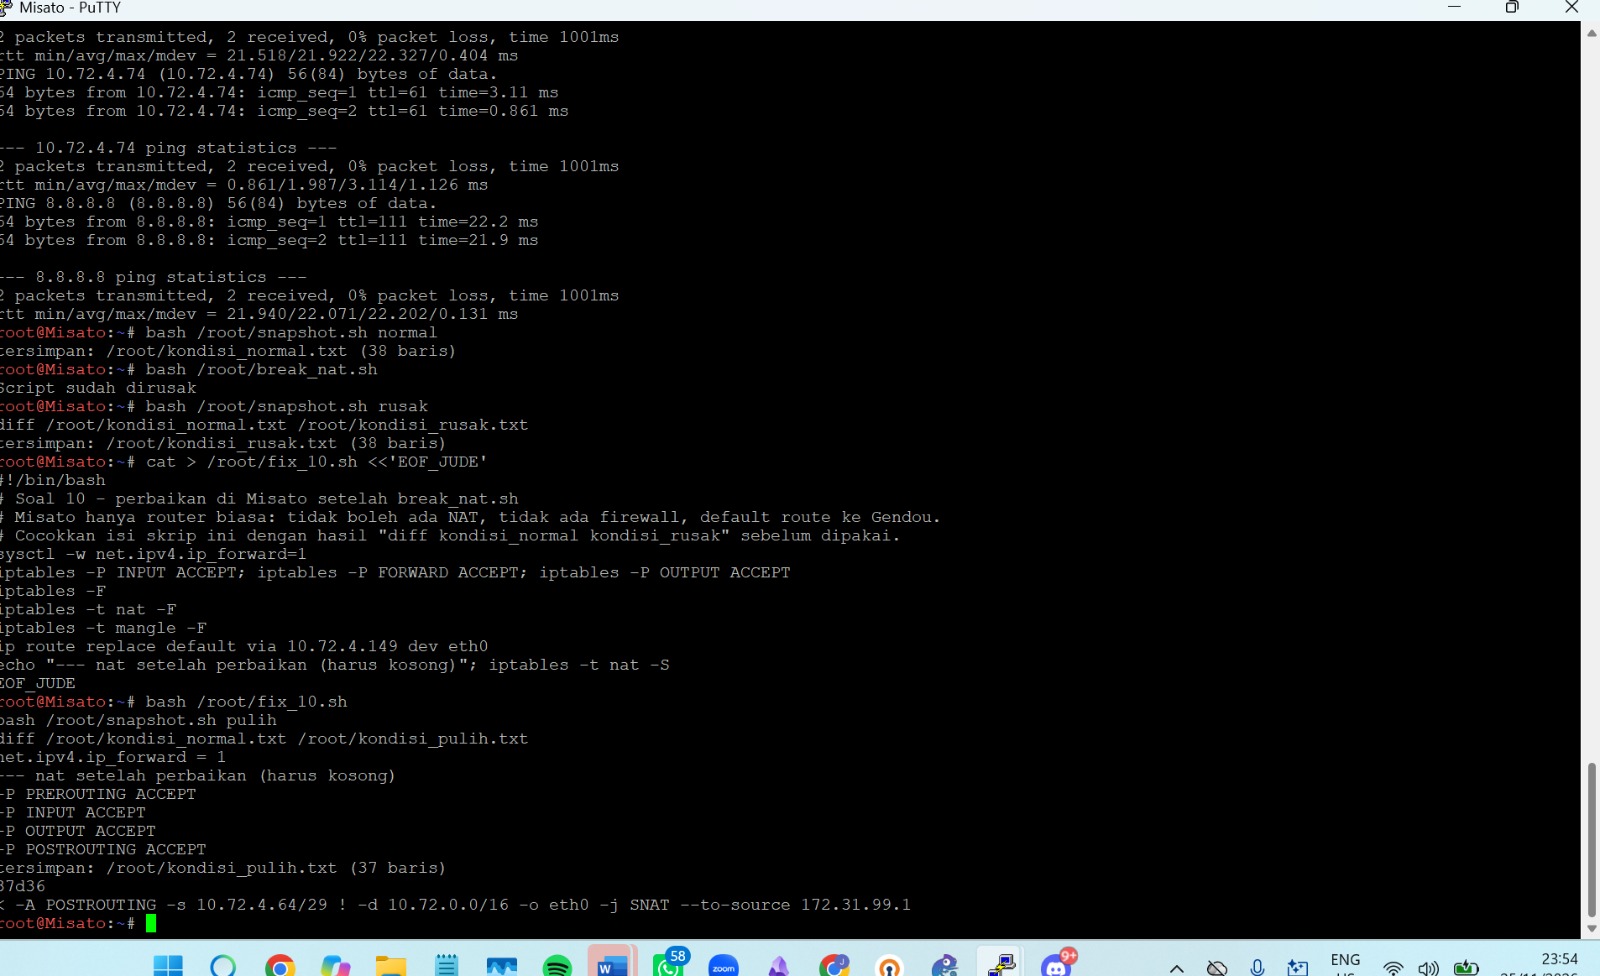 Misato - PuTTY
2 packets transmitted, 2 received, 0% packet loss, time 1001ms
rtt min/avg/max/mdev = 21.518/21.922/22.327/0.404 ms
PING 10.72.4.74 (10.72.4.74) 56(84) bytes of data.
64 bytes from 10.72.4.74: icmp_seq=1 ttl=61 time=3.11 ms
64 bytes from 10.72.4.74: icmp_seq=2 ttl=61 time=0.861 ms
--- 10.72.4.74 ping statistics ---
2 packets transmitted, 2 received, 0% packet loss, time 1001ms
rtt min/avg/max/mdev = 0.861/1.987/3.114/1.126 ms
PING 8.8.8.8 (8.8.8.8) 56(84) bytes of data.
64 bytes from 8.8.8.8: icmp_seq=1 ttl=111 time=22.2 ms
64 bytes from 8.8.8.8: icmp_seq=2 ttl=111 time=21.9 ms
--- 8.8.8.8 ping statistics ---
2 packets transmitted, 2 received, 0% packet loss, time 1001ms
rtt min/avg/max/mdev = 21.940/22.071/22.202/0.131 ms
root@Misato:~# bash /root/snapshot.sh normal
tersimpan: /root/kondisi_normal.txt (38 baris)
root@Misato:~# bash /root/break_nat.sh
Script sudah dirusak
root@Misato:~# bash /root/snapshot.sh rusak
diff /root/kondisi_normal.txt /root/kondisi_rusak.txt
tersimpan: /root/kondisi_rusak.txt (38 baris)
root@Misato:~# cat > /root/fix_10.sh <<'EOF_JUDE'
#!/bin/bash
# Soal 10 - perbaikan di Misato setelah break_nat.sh
# Misato hanya router biasa: tidak boleh ada NAT, tidak ada firewall, default route ke Gendou.
# Cocokkan isi skrip ini dengan hasil "diff kondisi_normal kondisi_rusak" sebelum dipakai.
sysctl -w net.ipv4.ip_forward=1
iptables -P INPUT ACCEPT; iptables -P FORWARD ACCEPT; iptables -P OUTPUT ACCEPT
iptables -F
iptables -t nat -F
iptables -t mangle -F
ip route replace default via 10.72.4.149 dev eth0
echo "--- nat setelah perbaikan (harus kosong)"; iptables -t nat -S
EOF_JUDE
root@Misato:~# bash /root/fix_10.sh
bash /root/snapshot.sh pulih
diff /root/kondisi_normal.txt /root/kondisi_pulih.txt
net.ipv4.ip_forward = 1
--- nat setelah perbaikan (harus kosong)
-P PREROUTING ACCEPT
-P INPUT ACCEPT
-P OUTPUT ACCEPT
-P POSTROUTING ACCEPT
tersimpan: /root/kondisi_pulih.txt (37 baris)
37d36
< -A POSTROUTING -s 10.72.4.64/29 ! -d 10.72.0.0/16 -o eth0 -j SNAT --to-source 172.31.99.1
root@Misato:~#
58
zoom
9+
ENG
23:54